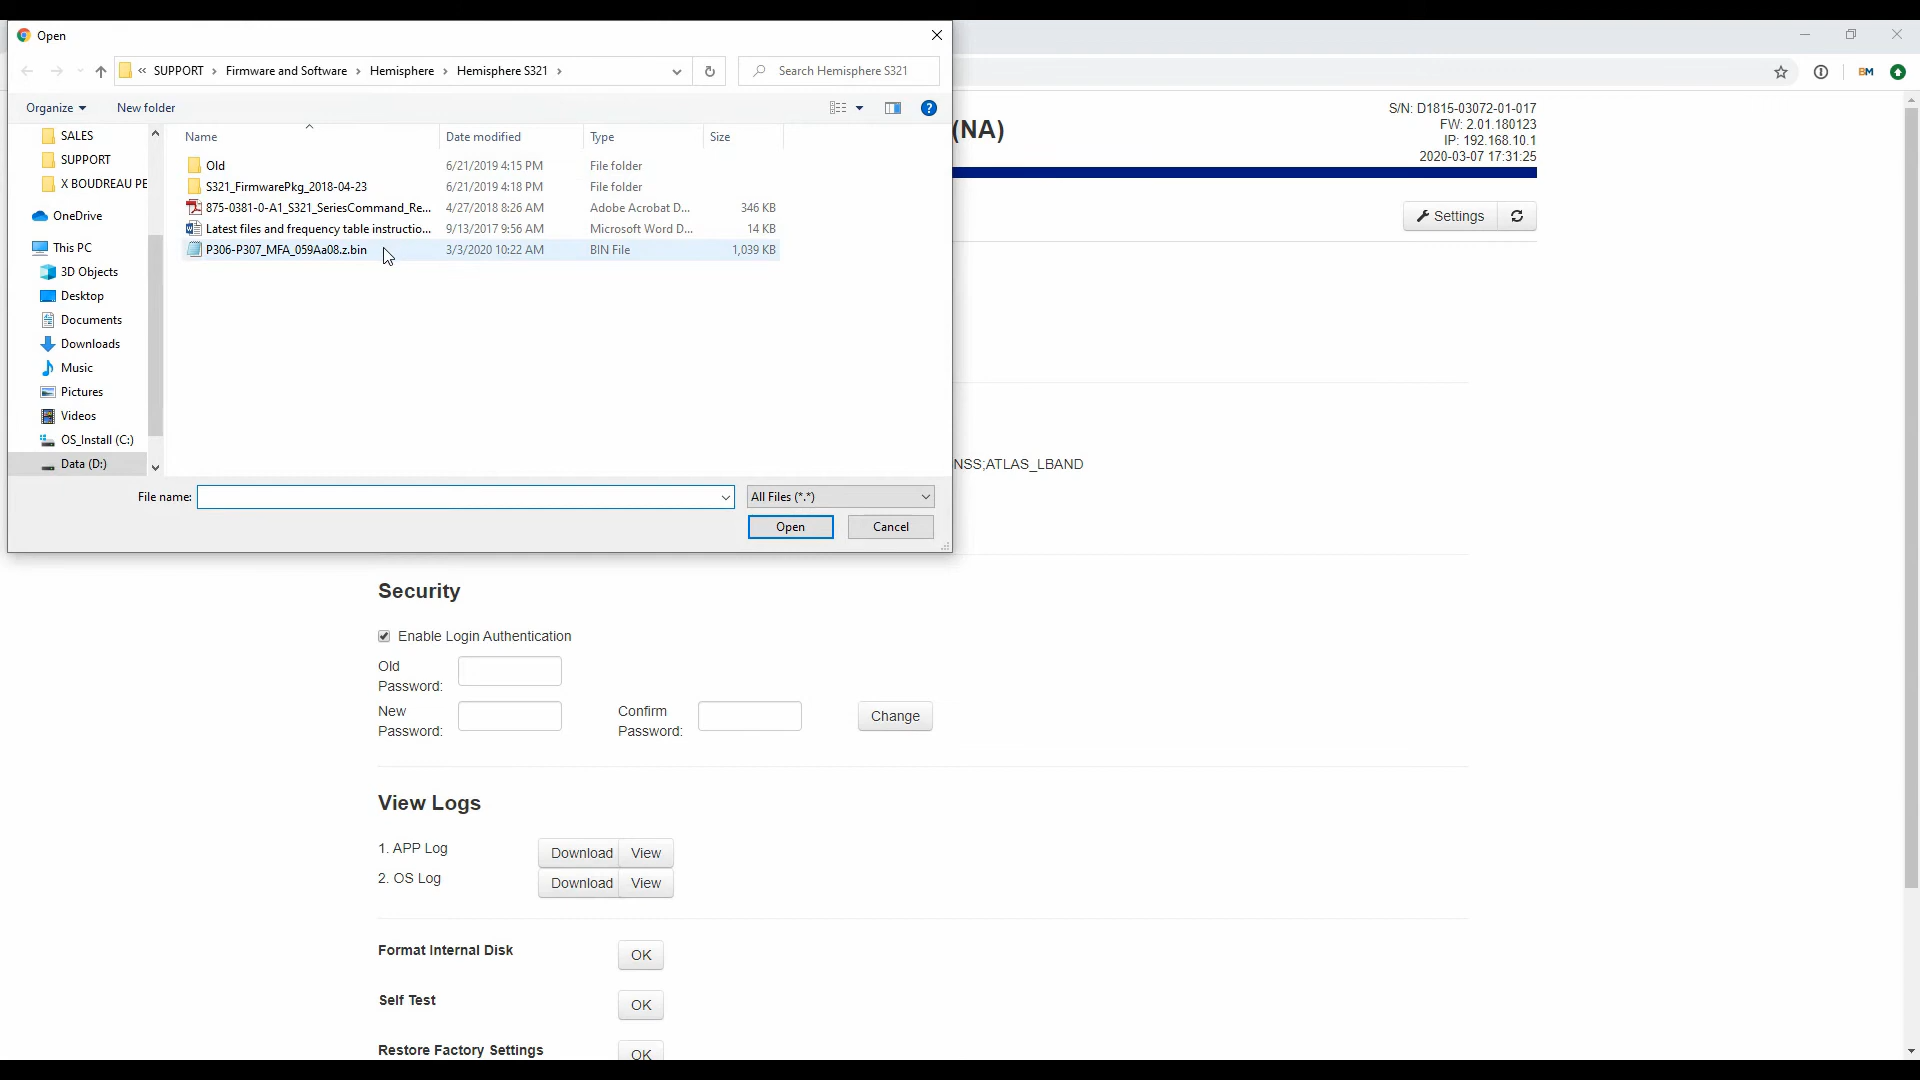 Open
« SUPPORT › Firmware and Software › Hemisphere › Hemisphere S321 ›
Search Hemisphere S321
Organize
New folder
SALES
SUPPORT
X BOUDREAU PE
OneDrive
This PC
3D Objects
Desktop
Documents
Downloads
Music
Pictures
Videos
OS_Install (C:)
Data (D:)
Name Date modified Type Size
Old 6/21/2019 4:15 PM File folder
S321_FirmwarePkg_2018-04-23 6/21/2019 4:18 PM File folder
875-0381-0-A1_S321_SeriesCommand_Re... 4/27/2018 8:26 AM Adobe Acrobat D... 346 KB
Latest files and frequency table instructio... 9/13/2017 9:56 AM Microsoft Word D... 14 KB
P306-P307_MFA_059Aa08.z.bin 3/3/2020 10:22 AM BIN File 1,039 KB
File name:
All Files (*.*)
Open
Cancel
BM
(NA)
S/N: D1815-03072-01-017
FW: 2.01.180123
IP: 192.168.10.1
2020-03-07 17:31:25
Settings
NSS;ATLAS_LBAND
Security
Enable Login Authentication
Old
Password:
New
Password:
Confirm
Password:
Change
View Logs
1. APP Log Download View
2. OS Log Download View
Format Internal Disk OK
Self Test OK
Restore Factory Settings OK